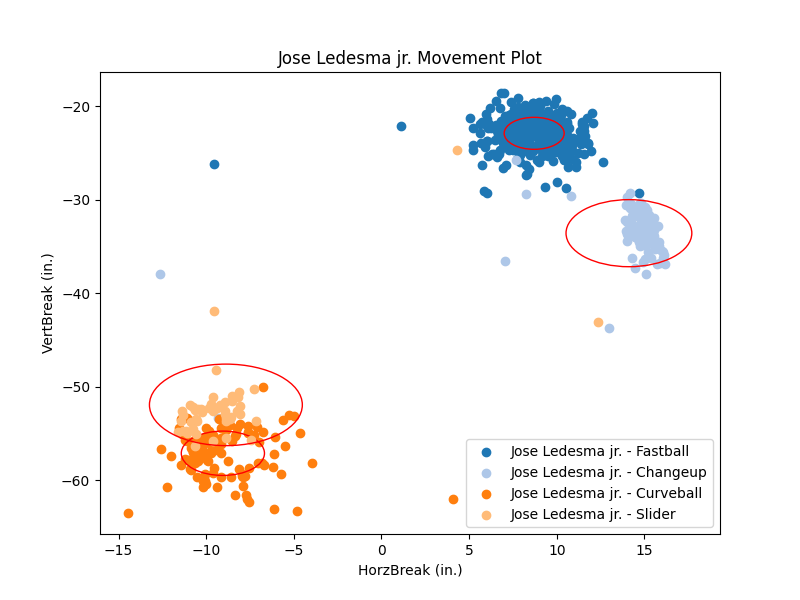 Jose Ledesma jr. Movement Plot
VertBreak (in.)
−20
−30
−40
−50
−60
−15
−10
−5
0
5
10
15
HorzBreak (in.)
Jose Ledesma jr. - Fastball
Jose Ledesma jr. - Changeup
Jose Ledesma jr. - Curveball
Jose Ledesma jr. - Slider